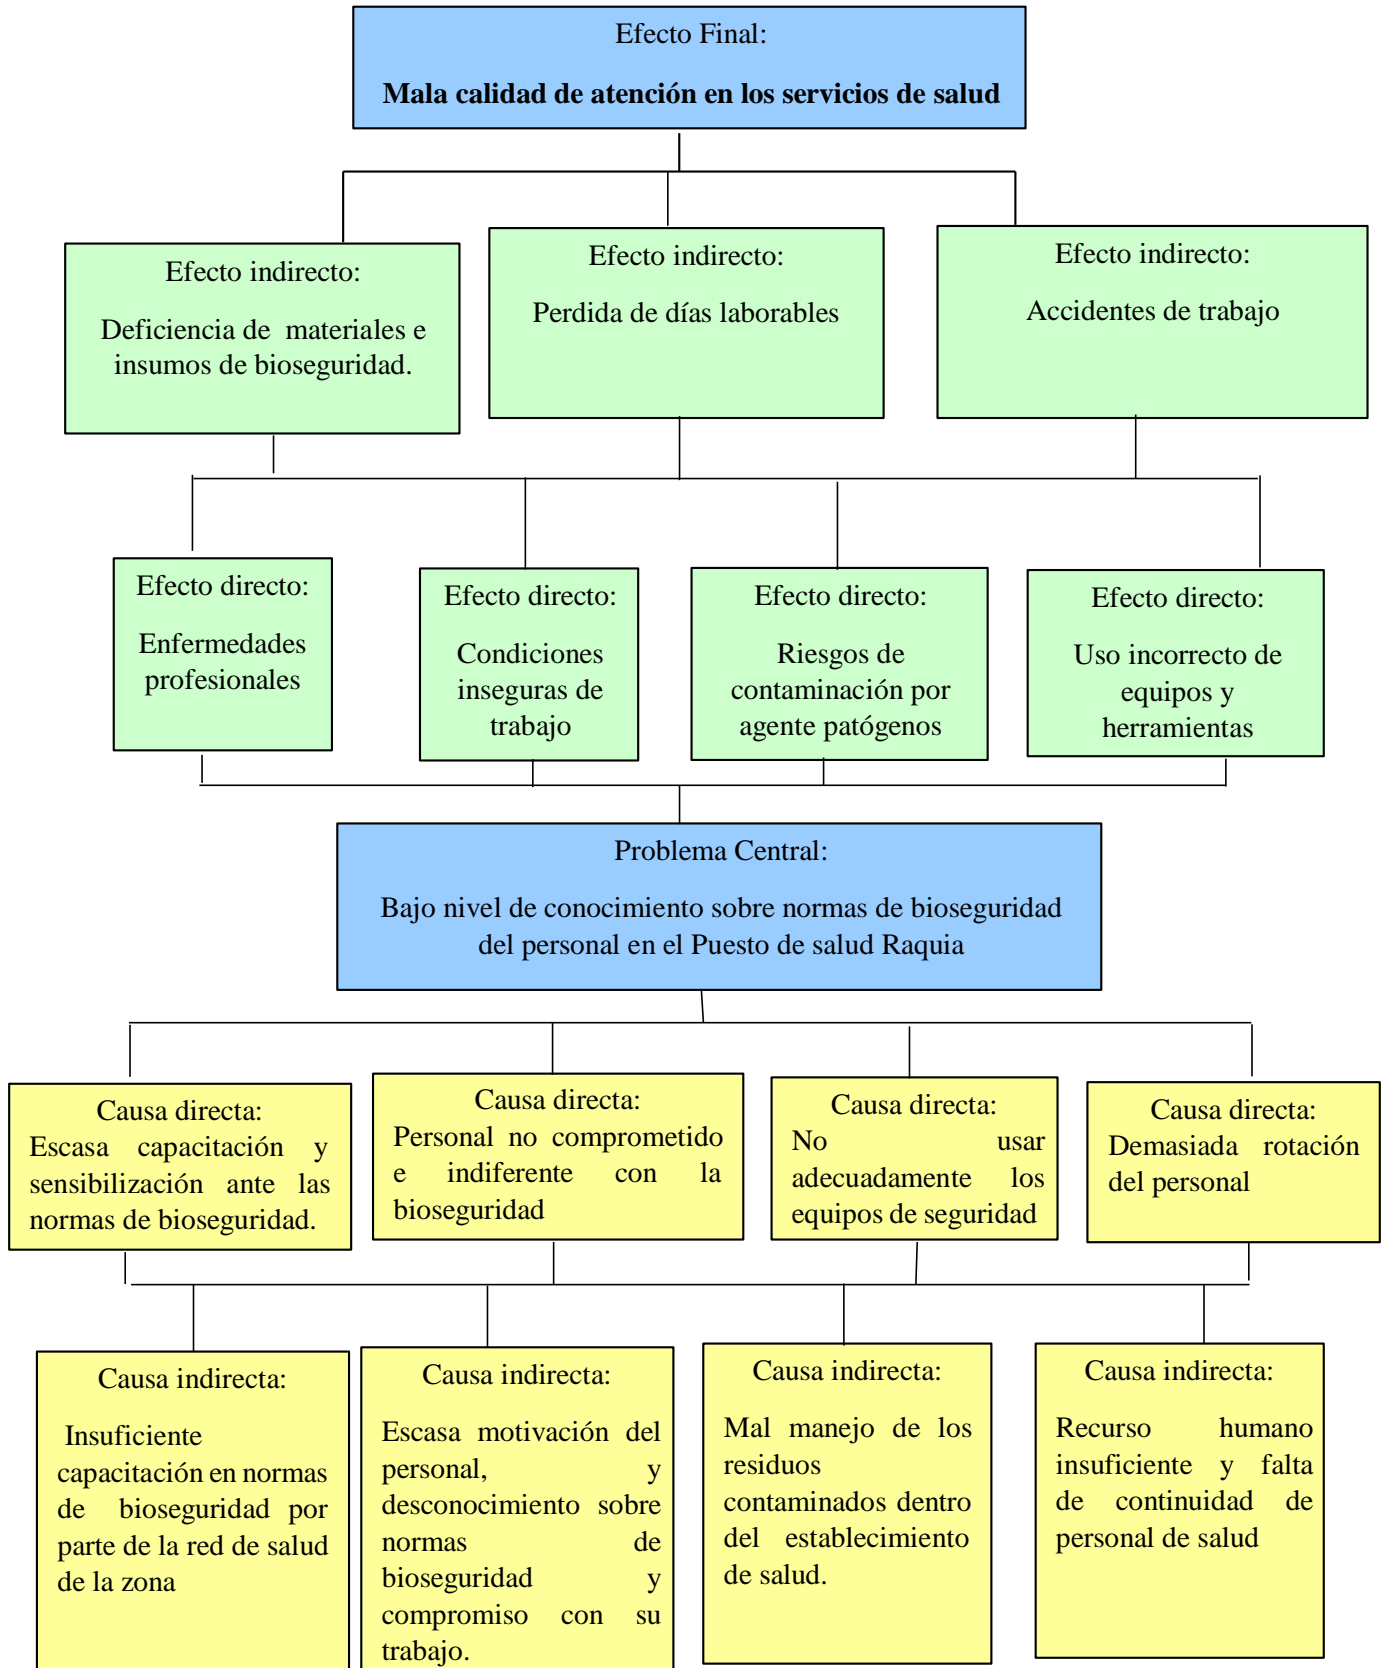 Efecto Final:
Mala calidad de atención en los servicios de salud
Efecto indirecto:
Deficiencia de materiales e
insumos de bioseguridad.
Efecto indirecto:
Perdida de días laborables
Efecto indirecto:
Accidentes de trabajo
Efecto directo:
Enfermedades
profesionales
Efecto directo:
Condiciones
inseguras de
trabajo
Efecto directo:
Riesgos de
contaminación por
agente patógenos
Efecto directo:
Uso incorrecto de
equipos y
herramientas
Problema Central:
Bajo nivel de conocimiento sobre normas de bioseguridad
del personal en el Puesto de salud Raquia
Causa directa:
Escasa capacitación y
sensibilización ante las
normas de bioseguridad.
Causa directa:
Personal no comprometido
e indiferente con la
bioseguridad
Causa directa:
No usar
adecuadamente los
equipos de seguridad
Causa directa:
Demasiada rotación
del personal
Causa indirecta:
Insuficiente
capacitación en normas
de bioseguridad por
parte de la red de salud
de la zona
Causa indirecta:
Escasa motivación del
personal, y
desconocimiento sobre
normas de
bioseguridad y
compromiso con su
trabajo.
Causa indirecta:
Mal manejo de los
residuos
contaminados dentro
del establecimiento
de salud.
Causa indirecta:
Recurso humano
insuficiente y falta
de continuidad de
personal de salud